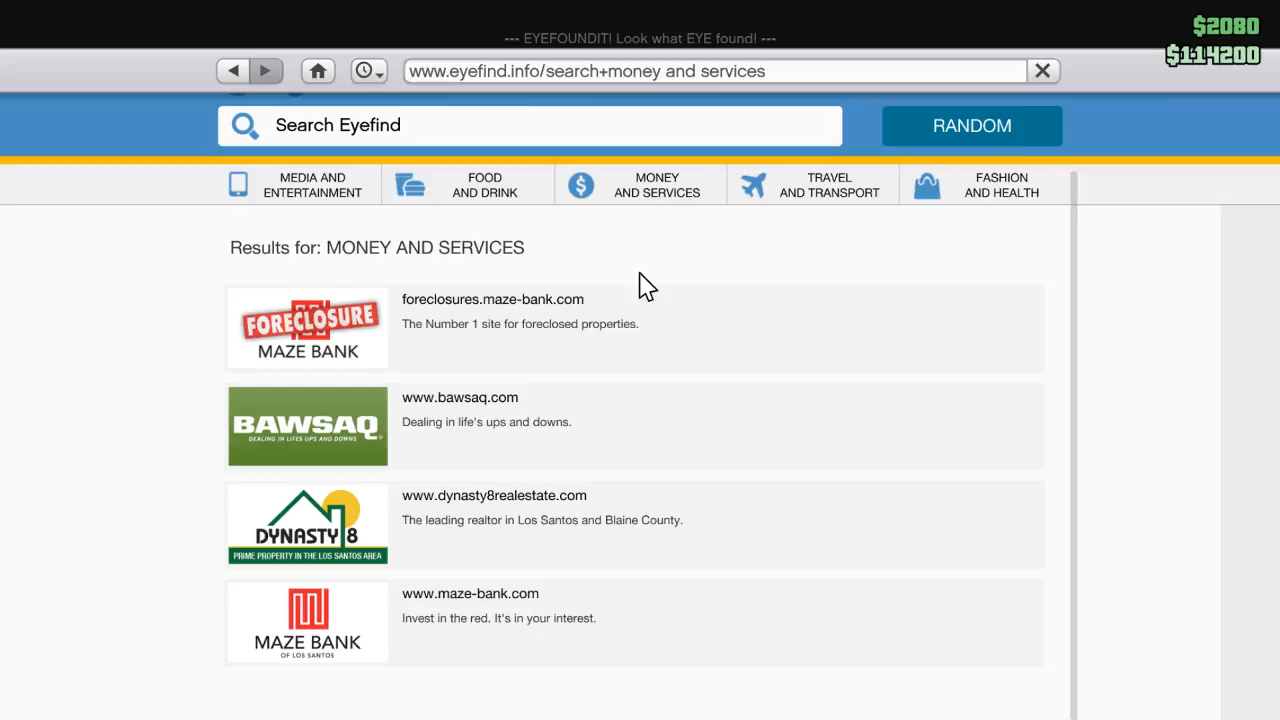 --- EYEFOUNDIT! Look what EYE found! ---
$2080
$114200
www.eyefind.info/search+money and services
Search Eyefind
RANDOM
MEDIA AND
ENTERTAINMENT
FOOD
AND DRINK
MONEY
AND SERVICES
TRAVEL
AND TRANSPORT
FASHION
AND HEALTH
Results for: MONEY AND SERVICES
FORECLOSURE
MAZE BANK
foreclosures.maze-bank.com
The Number 1 site for foreclosed properties.
BAWSAQ
DEALING IN LIFES UPS AND DOWNS
www.bawsaq.com
Dealing in life's ups and downs.
DYNASTY 8
PRIME PROPERTY IN THE LOS SANTOS AREA
www.dynasty8realestate.com
The leading realtor in Los Santos and Blaine County.
MAZE BANK
OF LOS SANTOS
www.maze-bank.com
Invest in the red. It's in your interest.